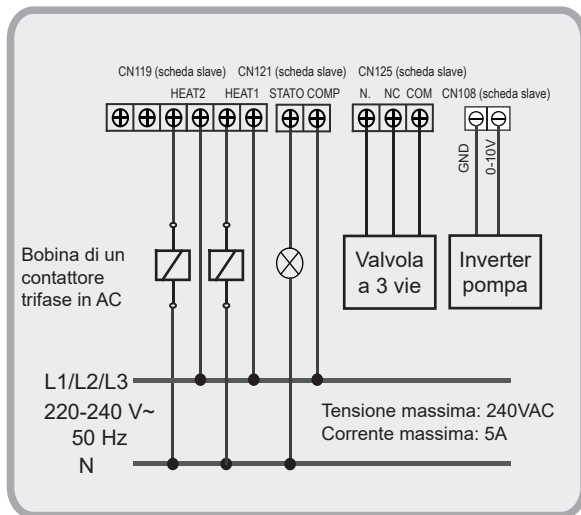 CN119 (scheda slave) CN121 (scheda slave) CN125 (scheda slave)
HEAT2 HEAT1 STATO COMP N. NC COM CN108 (scheda slave)
GND
0-10V
Bobina di un
contattore
trifase in AC
Valvola
a 3 vie
Inverter
pompa
L1/L2/L3
220-240 V~
50 Hz
N
Tensione massima: 240VAC
Corrente massima: 5A